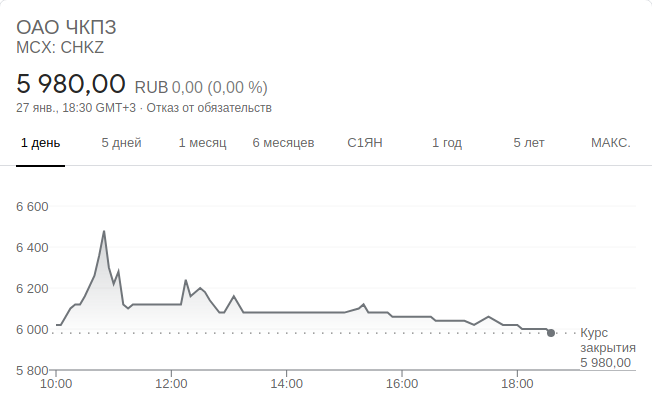 ОАО ЧКПЗ
MCX: CHKZ
5 980,00 RUB 0,00 (0,00 %)
27 янв., 18:30 GMT+3 · Отказ от обязательств
1 день 5 дней 1 месяц 6 месяцев С1ЯН 1 год 5 лет МАКС.
6 600
6 400
6 200
6 000
5 800
Курс
закрытия
5 980,00
10:00 12:00 14:00 16:00 18:00